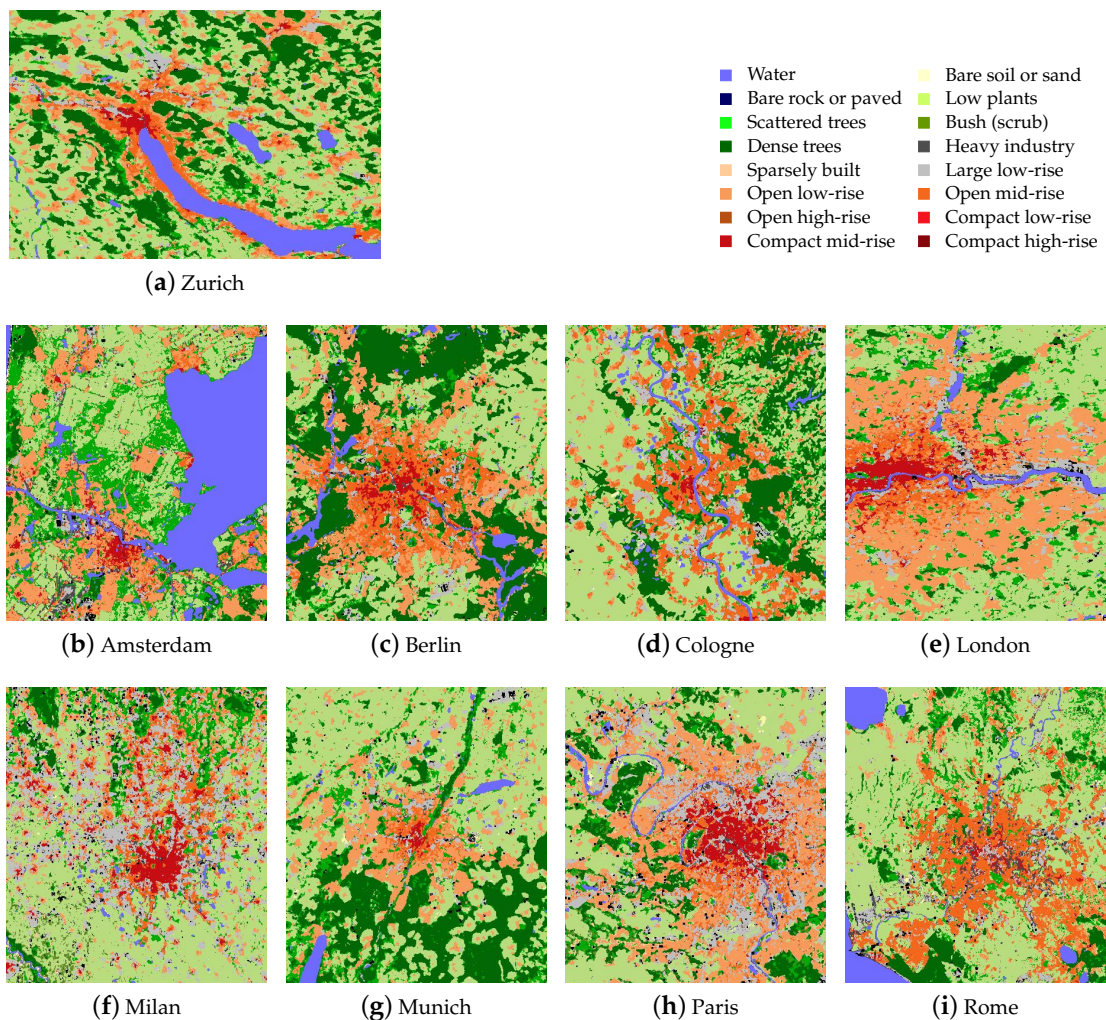 Water
Bare rock or paved
Scattered trees
Dense trees
Sparsely built
Open low-rise
Open high-rise
Compact mid-rise
Bare soil or sand
Low plants
Bush (scrub)
Heavy industry
Large low-rise
Open mid-rise
Compact low-rise
Compact high-rise
(a) Zurich
(b) Amsterdam
(c) Berlin
(d) Cologne
(e) London
(f) Milan
(g) Munich
(h) Paris
(i) Rome